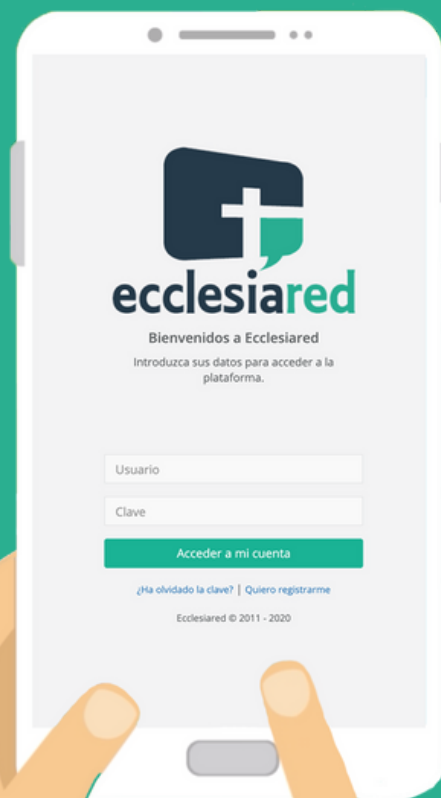 ecclesiared
Bienvenidos a Ecclesiared
Introduzca sus datos para acceder a la
plataforma.
Usuario
Clave
Acceder a mi cuenta
¿Ha olvidado la clave? | Quiero registrarme
Ecclesiared © 2011 - 2020